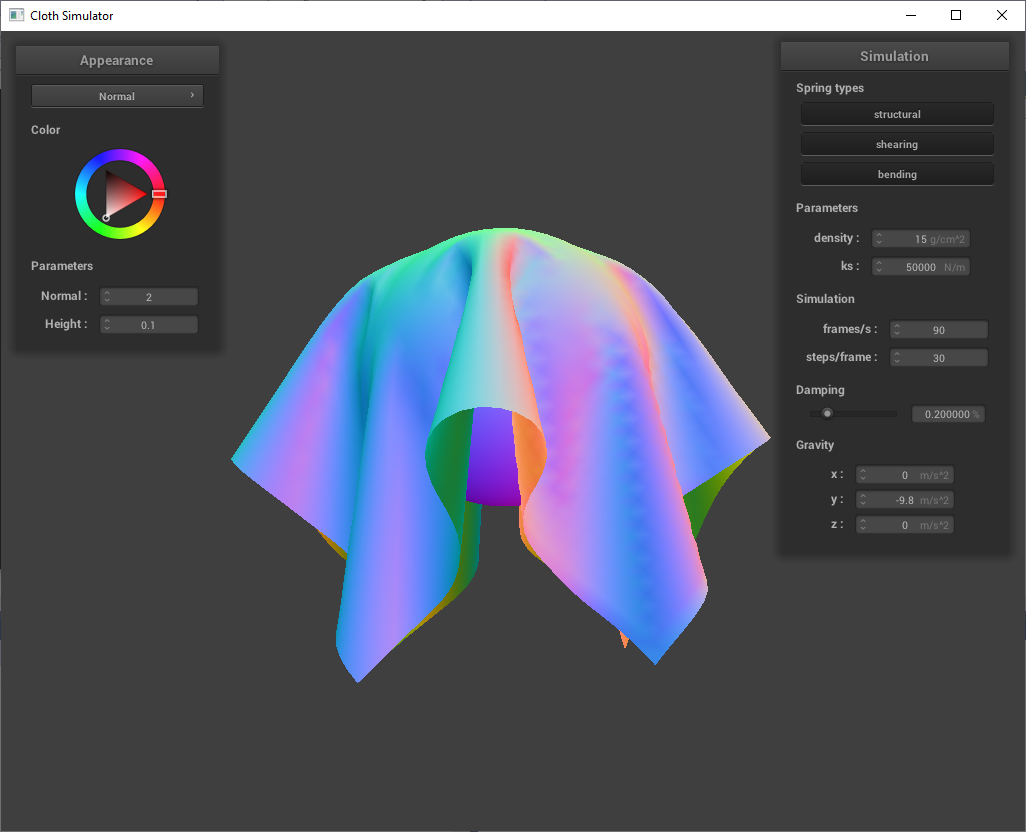 Cloth Simulator
Appearance
Normal
Color
Parameters
Normal : 2
Height : 0.1
Simulation
Spring types
structural
shearing
bending
Parameters
density : 15 g/cm^2
ks : 50000 N/m
Simulation
frames/s : 90
steps/frame : 30
Damping
0.200000 %
Gravity
x : 0 m/s^2
y : -9.8 m/s^2
z : 0 m/s^2